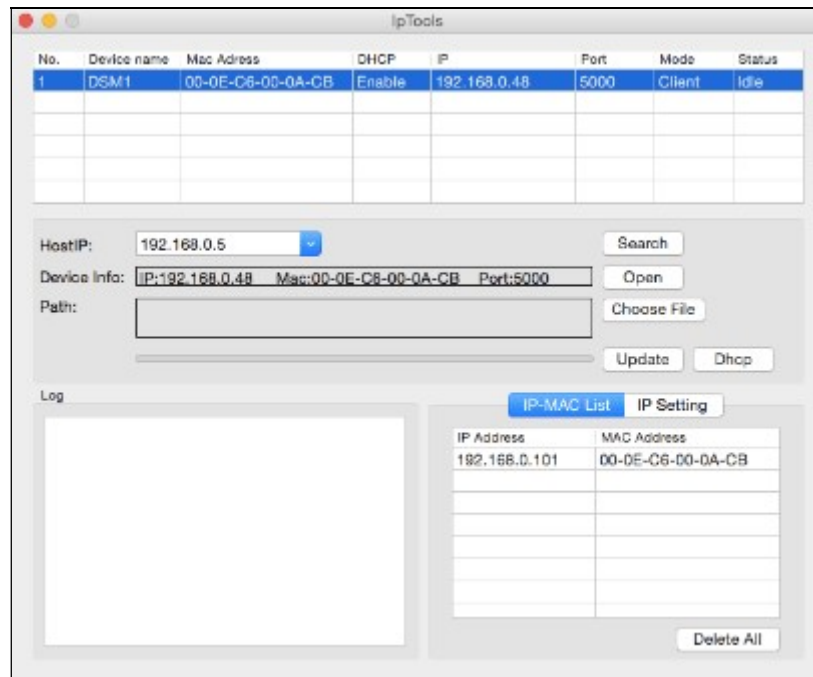 IpTools
No. Device name Mac Adress DHCP IP Port Mode Status
1 DSM1 00-0E-C6-00-0A-CB Enable 192.168.0.48 5000 Client Idle
HostIP: 192.168.0.5 Search
Device Info: IP:192.168.0.48 Mac:00-0E-C6-00-0A-CB Port:5000 Open
Path: Choose File
Update Dhcp
Log
IP-MAC List IP Setting
IP Address MAC Address
192.168.0.101 00-0E-C6-00-0A-CB
Delete All